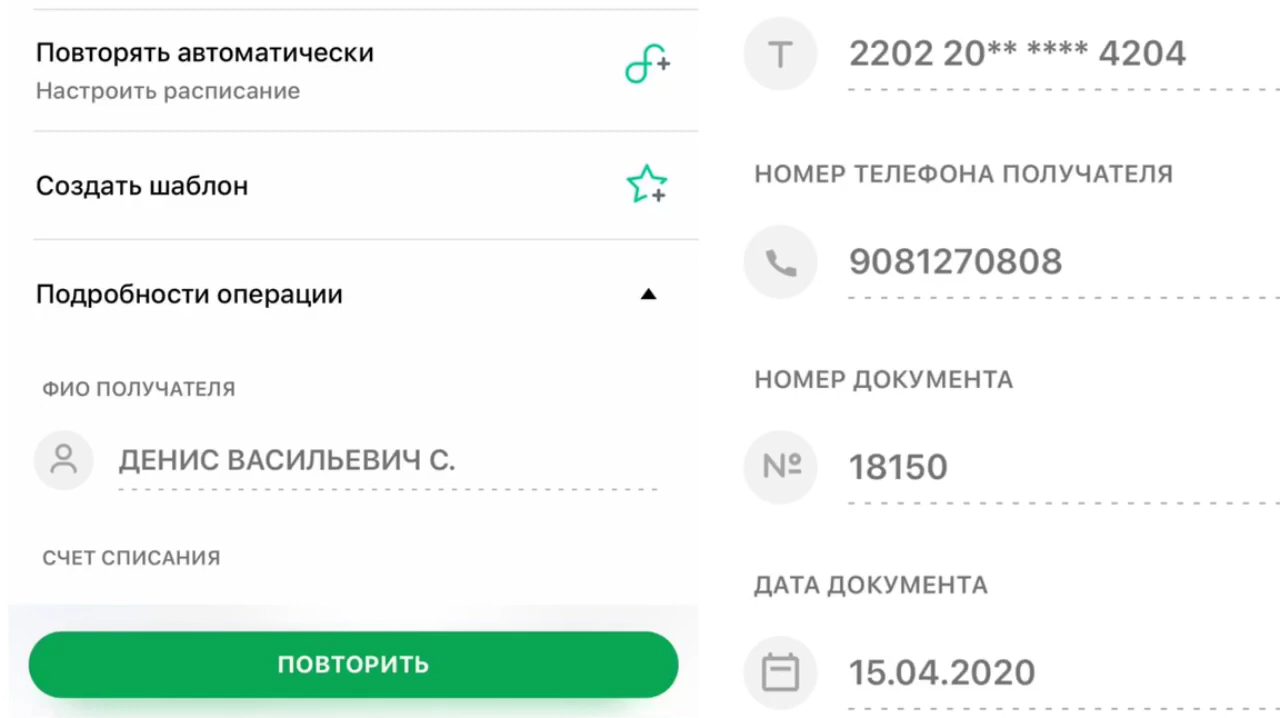 Повторять автоматически
Настроить расписание
Создать шаблон
Подробности операции
ФИО ПОЛУЧАТЕЛЯ
ДЕНИС ВАСИЛЬЕВИЧ С.
СЧЕТ СПИСАНИЯ
ПОВТОРИТЬ
Т
2202 20** **** 4204
НОМЕР ТЕЛЕФОНА ПОЛУЧАТЕЛЯ
9081270808
НОМЕР ДОКУМЕНТА
№
18150
ДАТА ДОКУМЕНТА
15.04.2020